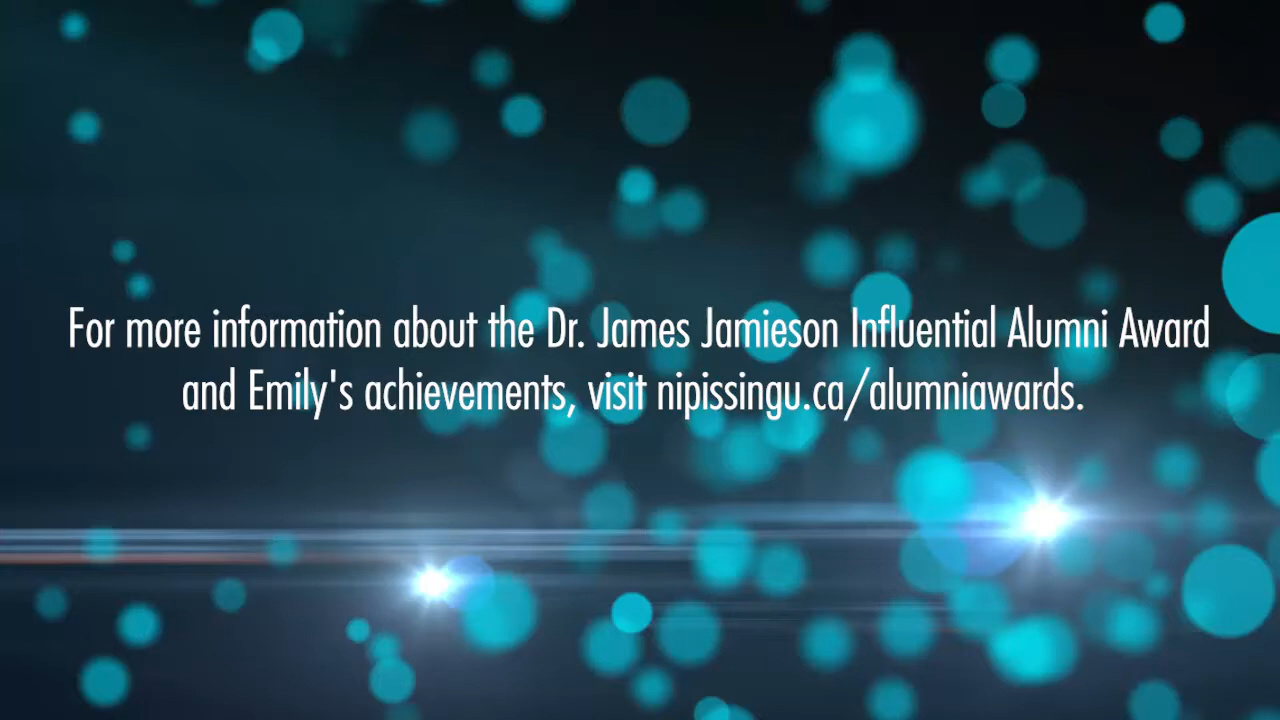 For more information about the Dr. James Jamieson Influential Alumni Award
and Emily's achievements, visit nipissingu.ca/alumniawards.